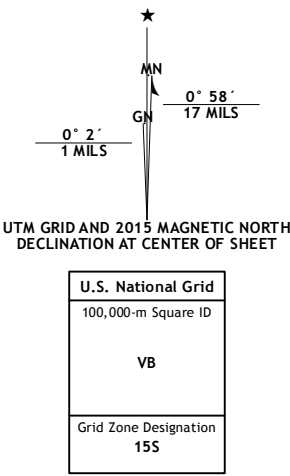 ★
MN
0° 58´
17 MILS
GN
0° 2´
1 MILS
UTM GRID AND 2015 MAGNETIC NORTH
DECLINATION AT CENTER OF SHEET
U.S. National Grid
100,000-m Square ID
VB
Grid Zone Designation
15S